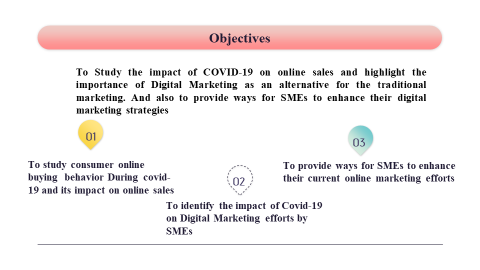 Objectives
To Study the impact of COVID-19 on online sales and highlight the
importance of Digital Marketing as an alternative for the traditional
marketing. And also to provide ways for SMEs to enhance their digital
marketing strategies
01
To study consumer online
buying behavior During covid-
19 and its impact on online sales
02
To identify the impact of Covid-19
on Digital Marketing efforts by
SMEs
03
To provide ways for SMEs to enhance
their current online marketing efforts